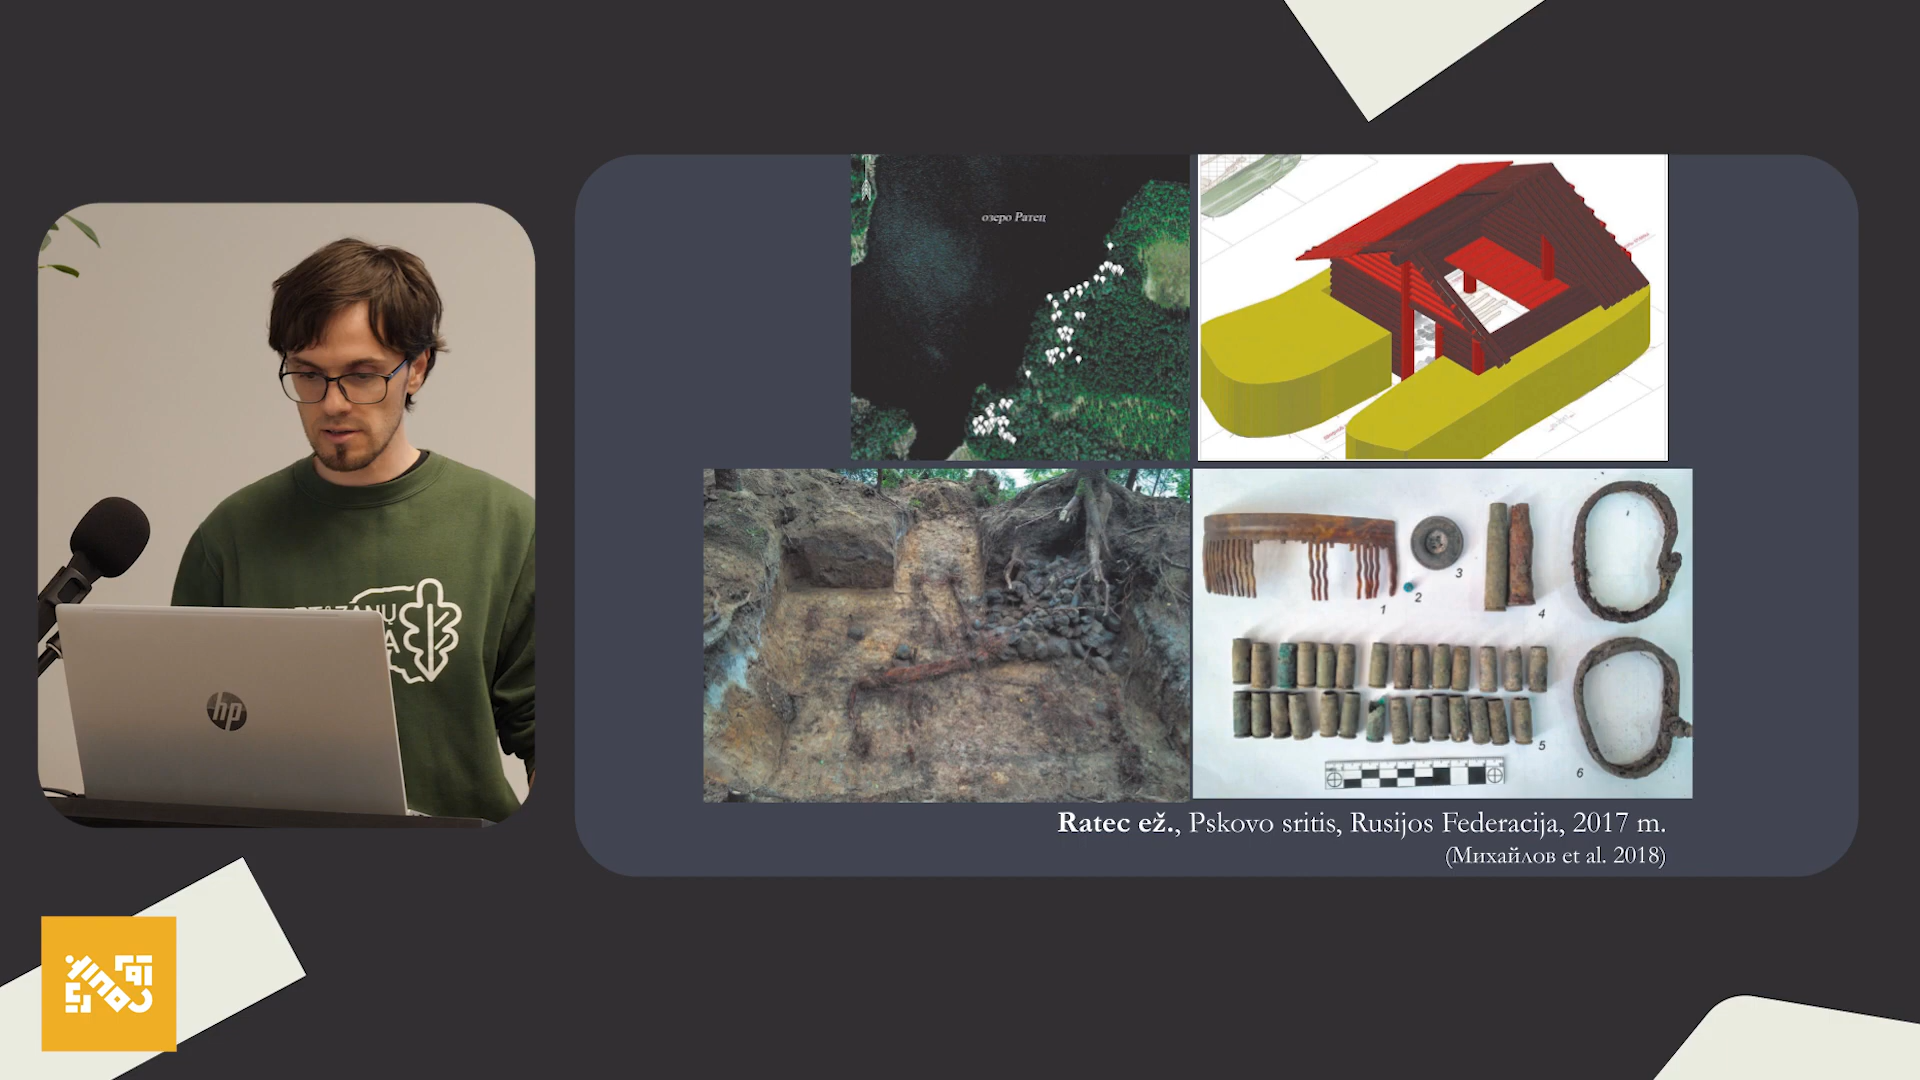 озеро Ратец
1
2
3
4
5
6
Ratec ež., Pskovo sritis, Rusijos Federacija, 2017 m.
(Михайлов et al. 2018)
hp